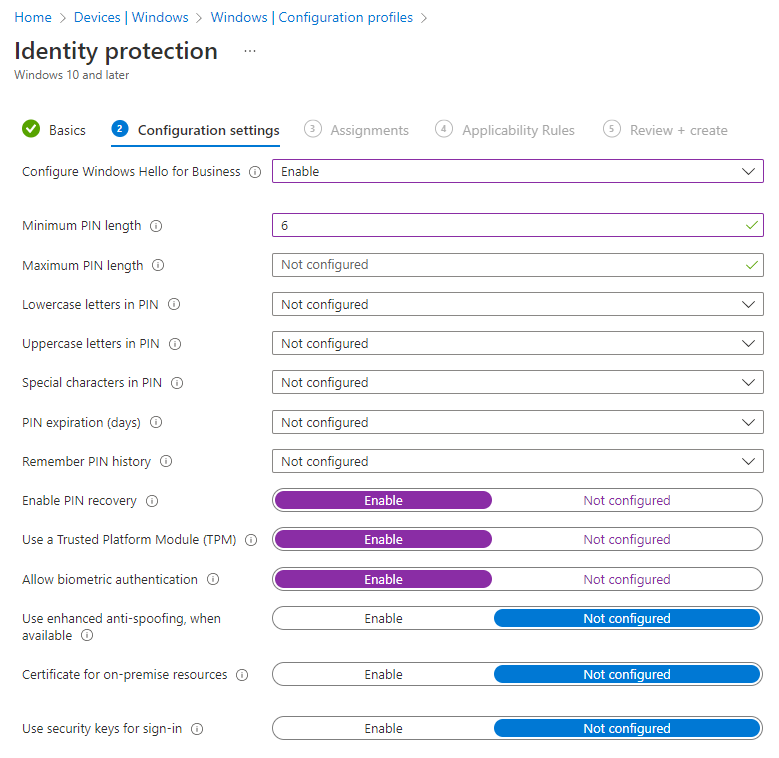 Home > Devices | Windows > Windows | Configuration profiles >
Identity protection ...
Windows 10 and later
Basics 2 Configuration settings 3 Assignments 4 Applicability Rules 5 Review + create
Configure Windows Hello for Business Enable
Minimum PIN length 6
Maximum PIN length Not configured
Lowercase letters in PIN Not configured
Uppercase letters in PIN Not configured
Special characters in PIN Not configured
PIN expiration (days) Not configured
Remember PIN history Not configured
Enable PIN recovery Enable Not configured
Use a Trusted Platform Module (TPM) Enable Not configured
Allow biometric authentication Enable Not configured
Use enhanced anti-spoofing, when Enable Not configured
available
Certificate for on-premise resources Enable Not configured
Use security keys for sign-in Enable Not configured